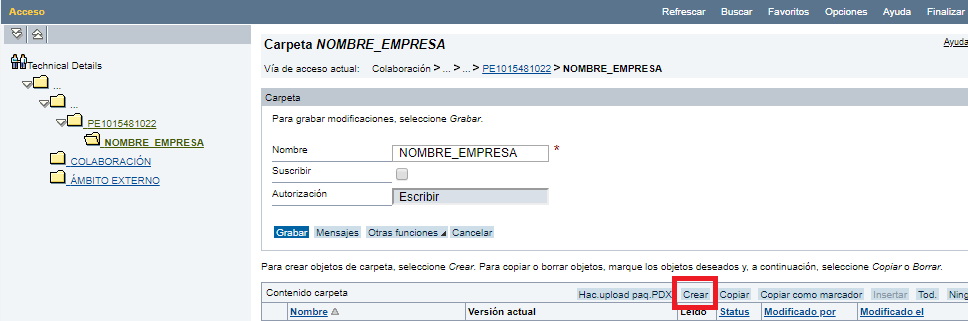 Acceso Refrescar Buscar Favoritos Opciones Ayuda Finalizar
Technical Details
...
...
PE1015481022
NOMBRE_EMPRESA
COLABORACIÓN
ÁMBITO EXTERNO
Carpeta NOMBRE_EMPRESA Ayuda
Vía de acceso actual: Colaboración > ... > ... > PE1015481022 > NOMBRE_EMPRESA
Carpeta
Para grabar modificaciones, seleccione Grabar.
Nombre NOMBRE_EMPRESA *
Suscribir
Autorización Escribir
Grabar Mensajes Otras funciones Cancelar
Para crear objetos de carpeta, seleccione Crear. Para copiar o borrar objetos, marque los objetos deseados y, a continuación, seleccione Copiar o Borrar.
Contenido carpeta Hac.upload paq.PDX Crear Copiar Copiar como marcador Insertar Tod. Ning
Nombre Versión actual Leído Status Modificado por Modificado el